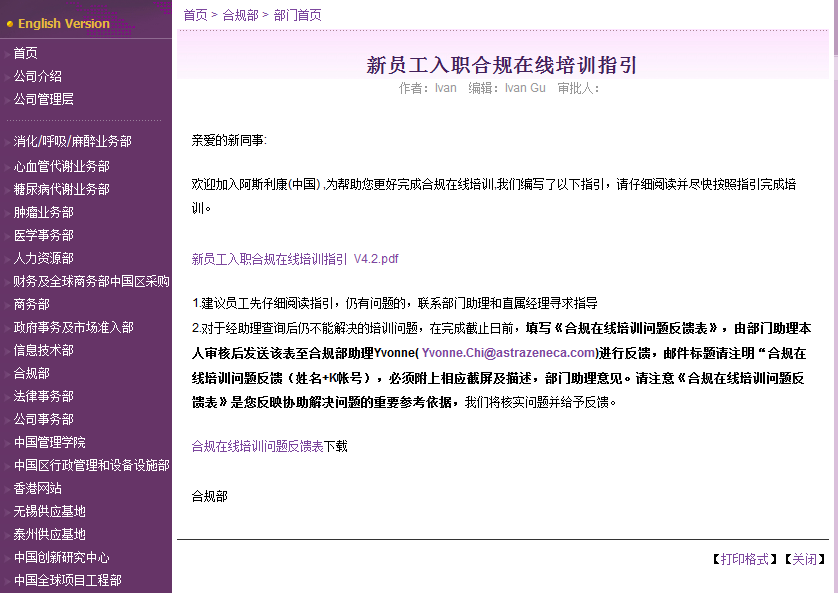 English Version
首页
公司介绍
公司管理层
消化/呼吸/麻醉业务部
心血管代谢业务部
糖尿病代谢业务部
肿瘤业务部
医学事务部
人力资源部
财务及全球商务部中国区采购
商务部
政府事务及市场准入部
信息技术部
合规部
法律事务部
公司事务部
中国管理学院
中国区行政管理和设备设施部
香港网站
无锡供应基地
泰州供应基地
中国创新研究中心
中国全球项目工程部
首页 > 合规部 > 部门首页
新员工入职合规在线培训指引
作者：Ivan 编辑：Ivan Gu 审批人：
亲爱的新同事:
欢迎加入阿斯利康(中国) ,为帮助您更好完成合规在线培训,我们编写了以下指引，请仔细阅读并尽快按照指引完成培
训。
新员工入职合规在线培训指引 V4.2.pdf
1.建议员工先仔细阅读指引，仍有问题的，联系部门助理和直属经理寻求指导
2.对于经助理查询后仍不能解决的培训问题，在完成截止日前，填写《合规在线培训问题反馈表》，由部门助理本
人审核后发送该表至合规部助理Yvonne( Yvonne.Chi@astrazeneca.com)进行反馈，邮件标题请注明“合规在
线培训问题反馈（姓名+K帐号），必须附上相应截屏及描述，部门助理意见。请注意《合规在线培训问题反
馈表》是您反映协助解决问题的重要参考依据，我们将核实问题并给予反馈。
合规在线培训问题反馈表下载
合规部
【打印格式】【关闭】